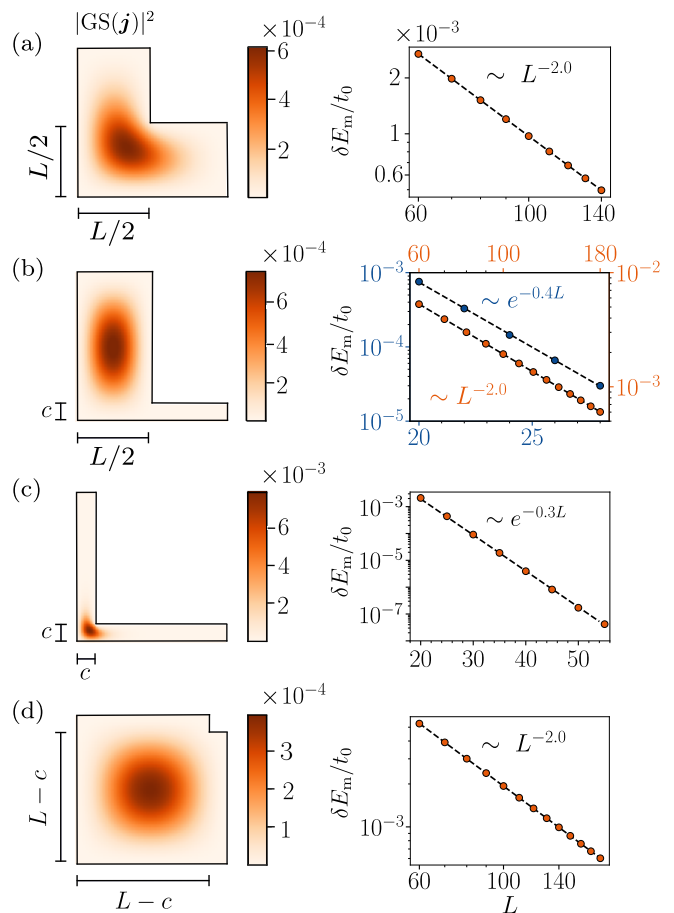 (a)
|GS(j)|²
×10⁻⁴
6
4
2
L/2
L/2
×10⁻³
2
1
0.6
δE_m/t₀
∼ L^{−2.0}
60
100
140
(b)
×10⁻⁴
6
4
2
c
L/2
60
100
180
10⁻³
10⁻⁴
10⁻⁵
δE_m/t₀
∼ e^{−0.4L}
∼ L^{−2.0}
10⁻²
10⁻³
20
25
(c)
×10⁻³
6
4
2
c
c
10⁻³
10⁻⁵
10⁻⁷
δE_m/t₀
∼ e^{−0.3L}
20
30
40
50
(d)
×10⁻⁴
3
2
1
L − c
L − c
δE_m/t₀
∼ L^{−2.0}
10⁻³
60
100
140
L